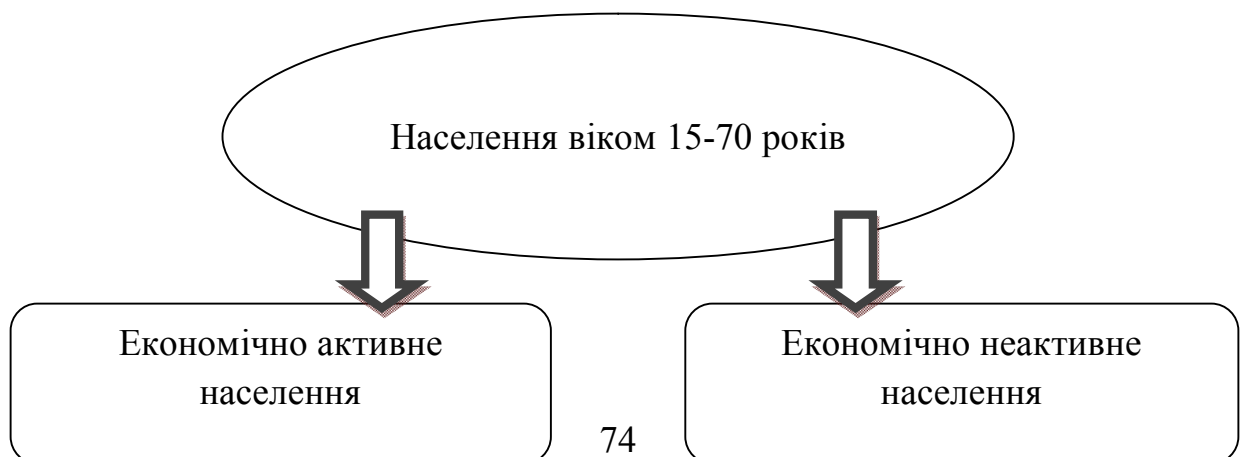 Населення віком 15-70 років
Економічно активне
населення
Економічно неактивне
населення
74